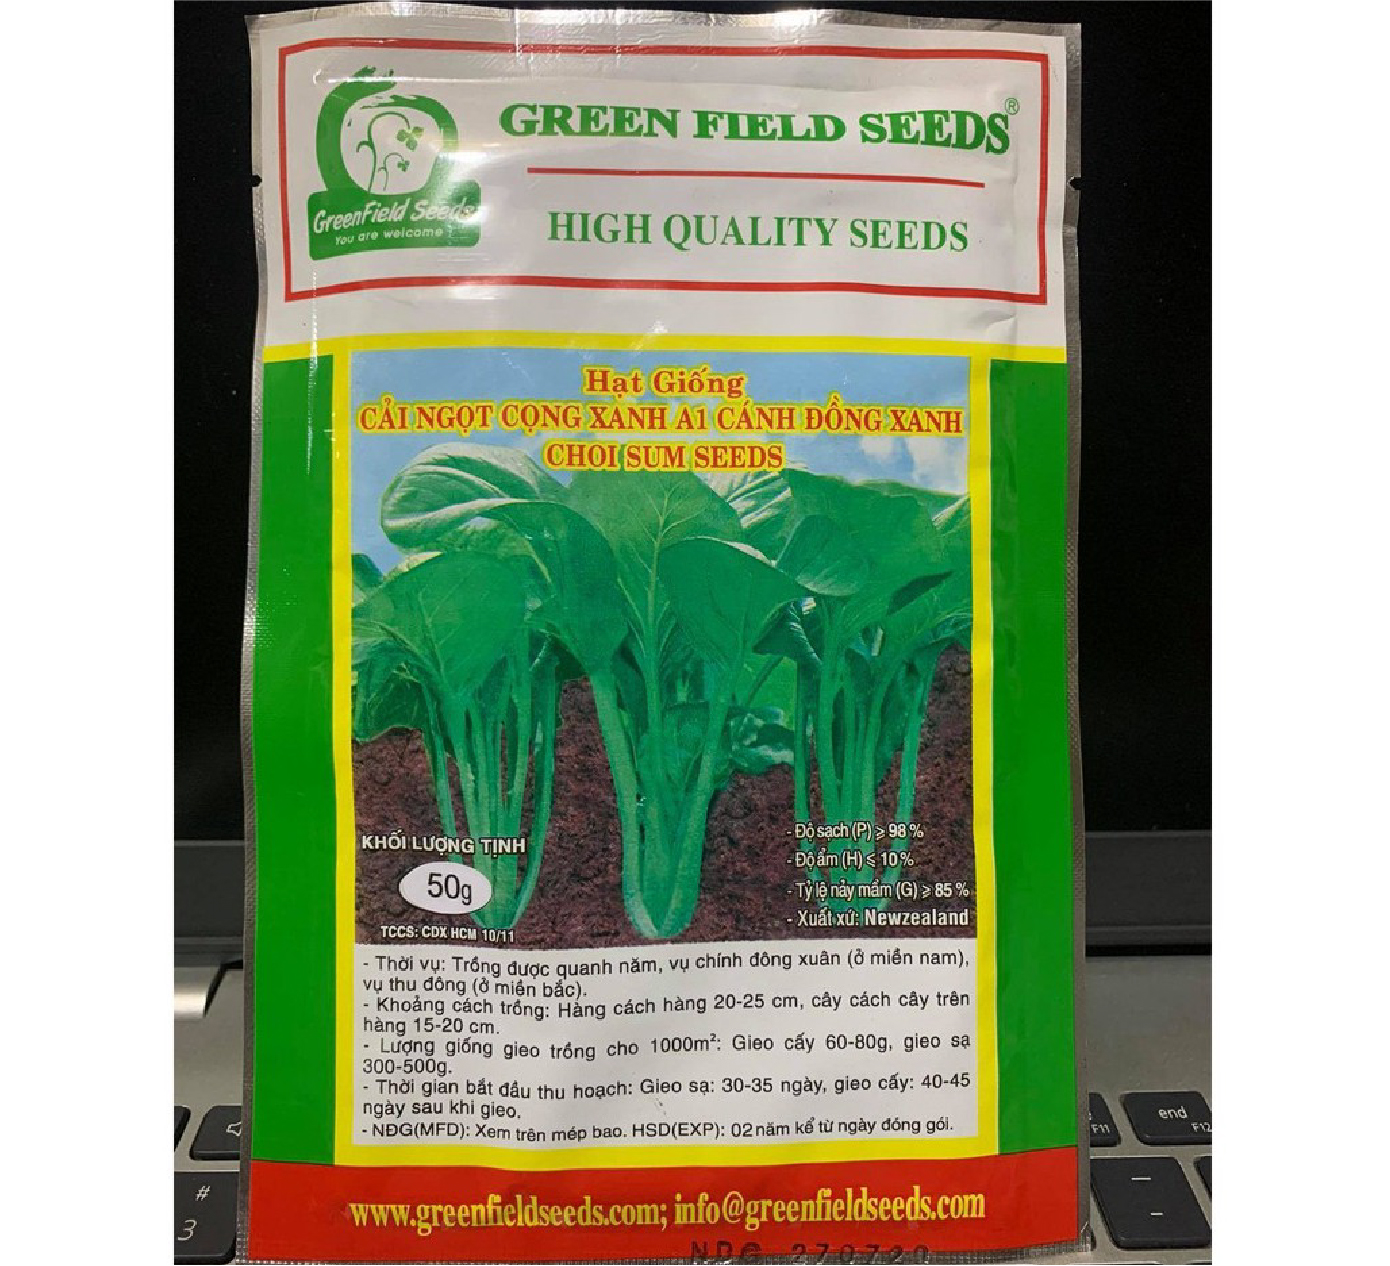 GREEN FIELD SEEDS®
GreenField Seeds
You are welcome
HIGH QUALITY SEEDS
Hạt Giống
CẢI NGỌT CỌNG XANH A1 CÁNH ĐỒNG XANH
CHOI SUM SEEDS
KHỐI LƯỢNG TỊNH
50g
TCCS: CDX HCM 10/11
- Độ sạch (P) ⩾ 98 %
- Độ ẩm (H) ⩽ 10 %
- Tỷ lệ nảy mầm (G) ⩾ 85 %
- Xuất xứ: Newzealand
- Thời vụ: Trồng được quanh năm, vụ chính đông xuân (ở miền nam),
vụ thu đông (ở miền bắc).
- Khoảng cách trồng: Hàng cách hàng 20-25 cm, cây cách cây trên
hàng 15-20 cm.
- Lượng giống gieo trồng cho 1000m²: Gieo cấy 60-80g, gieo sạ
300-500g.
- Thời gian bắt đầu thu hoạch: Gieo sạ: 30-35 ngày, gieo cấy: 40-45
ngày sau khi gieo.
- NĐG(MFD): Xem trên mép bao. HSD(EXP): 02 năm kể từ ngày đóng gói.
www.greenfieldseeds.com; info@greenfieldseeds.com
NDG 270720
#
3
F11
end
F12